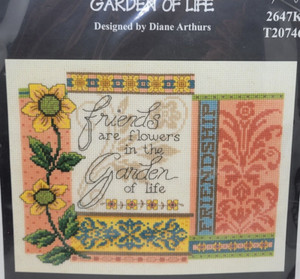 GARDEN OF LIFE
Designed by Diane Arthurs
2647K
T20746
friends
are flowers
in the
Garden
of life
FRIENDSHIP